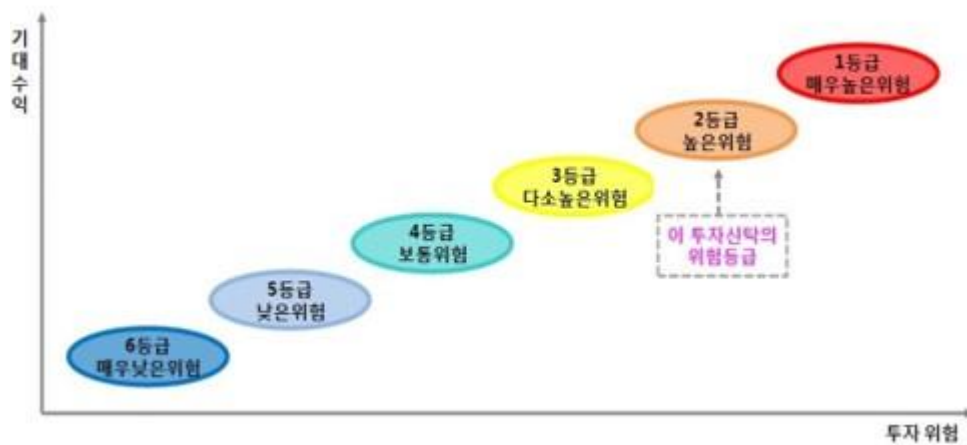 기대수익
1등급
매우높은위험
2등급
높은위험
3등급
다소높은위험
이 투자신탁의
위험등급
4등급
보통위험
5등급
낮은위험
6등급
매우낮은위험
투자 위험